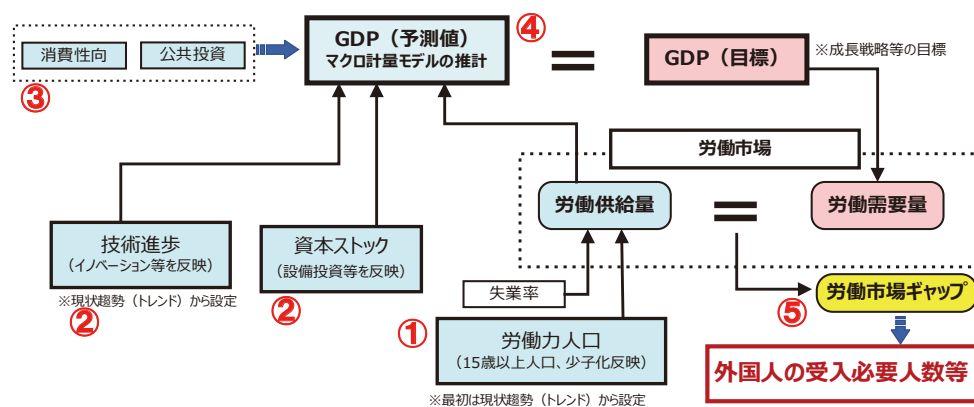 消費性向
公共投資
③
GDP（予測値）
マクロ計量モデルの推計
④
＝
GDP（目標）
※成長戦略等の目標
労働市場
労働供給量
＝
労働需要量
技術進歩
（イノベーション等を反映）
※現状趨勢（トレンド）から設定
②
資本ストック
（設備投資等を反映）
②
失業率
①
労働力人口
（15歳以上人口、少子化反映）
※最初は現状趨勢（トレンド）から設定
⑤
労働市場ギャップ
外国人の受入必要人数等